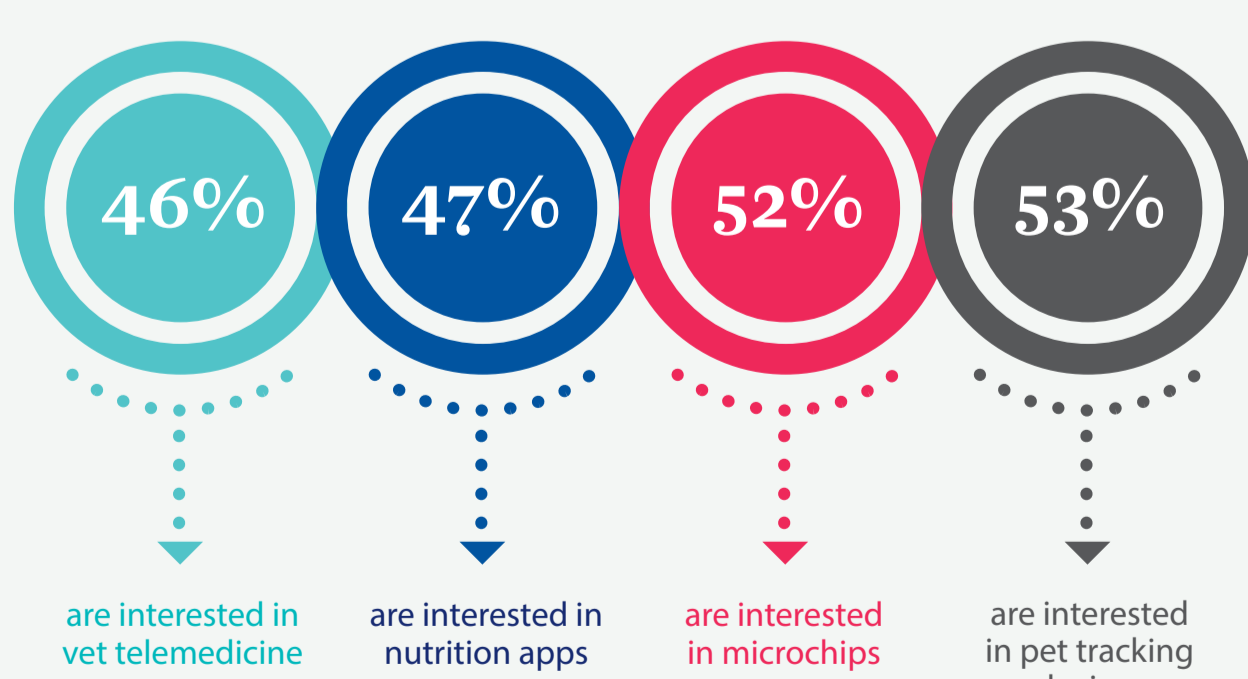 46%
are interested in
vet telemedicine
47%
are interested in
nutrition apps
52%
are interested
in microchips
53%
are interested
in pet tracking